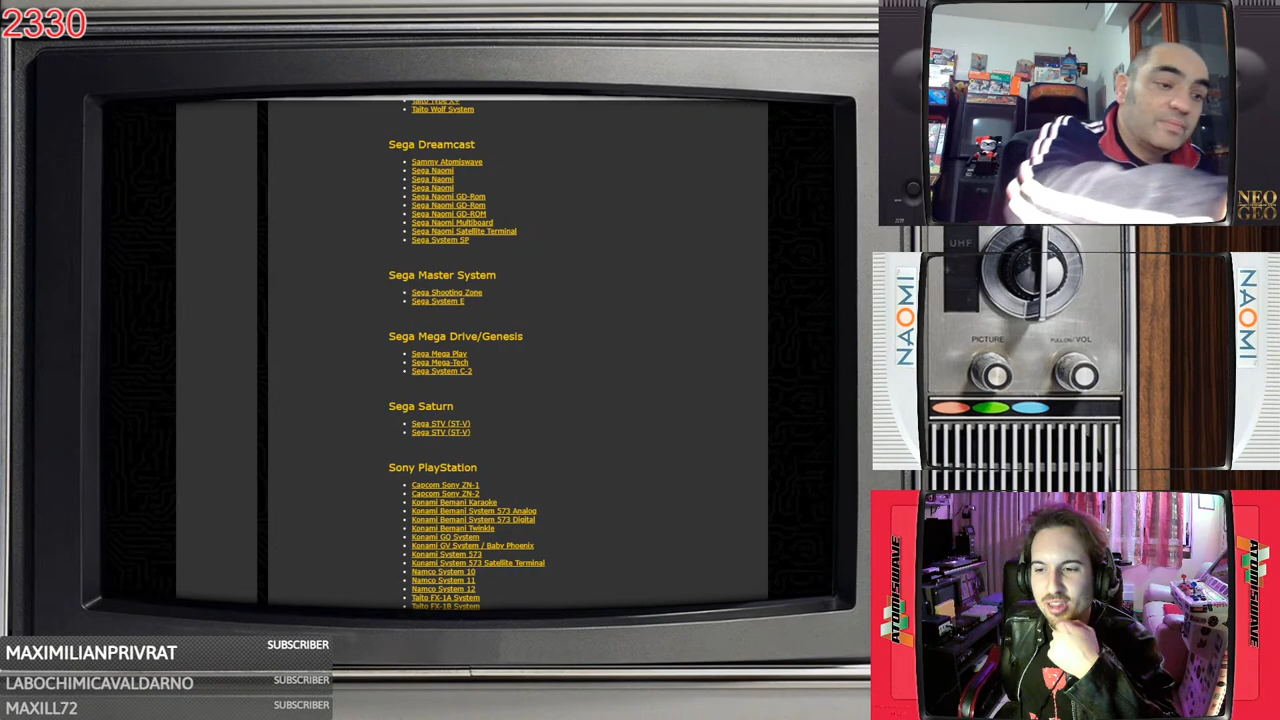 2330
Taito Type X+
Taito Wolf System
Sega Dreamcast
Sammy Atomiswave
Sega Naomi
Sega Naomi
Sega Naomi
Sega Naomi GD-Rom
Sega Naomi GD-Rom
Sega Naomi GD-ROM
Sega Naomi Multiboard
Sega Naomi Satellite Terminal
Sega System SP
Sega Master System
Sega Shooting Zone
Sega System E
Sega Mega Drive/Genesis
Sega Mega Play
Sega Mega-Tech
Sega System C-2
Sega Saturn
Sega STV (ST-V)
Sega STV (ST-V)
Sony PlayStation
Capcom Sony ZN-1
Capcom Sony ZN-2
Konami Bemani Karaoke
Konami Bemani System 573 Analog
Konami Bemani System 573 Digital
Konami Bemani Twinkle
Konami GQ System
Konami GV System / Baby Phoenix
Konami System 573
Konami System 573 Satellite Terminal
Namco System 10
Namco System 11
Namco System 12
Taito FX-1A System
Taito FX-1B System
MAXIMILIANPRIVRAT SUBSCRIBER
LABOCHIMICAVALDARNO SUBSCRIBER
MAXILL72 SUBSCRIBER
NEO
GEO
UHF
PICTURE
PULL ON/VOL
NAOMI
NAOMI
ATOMISWAVE
ATOMISWAVE